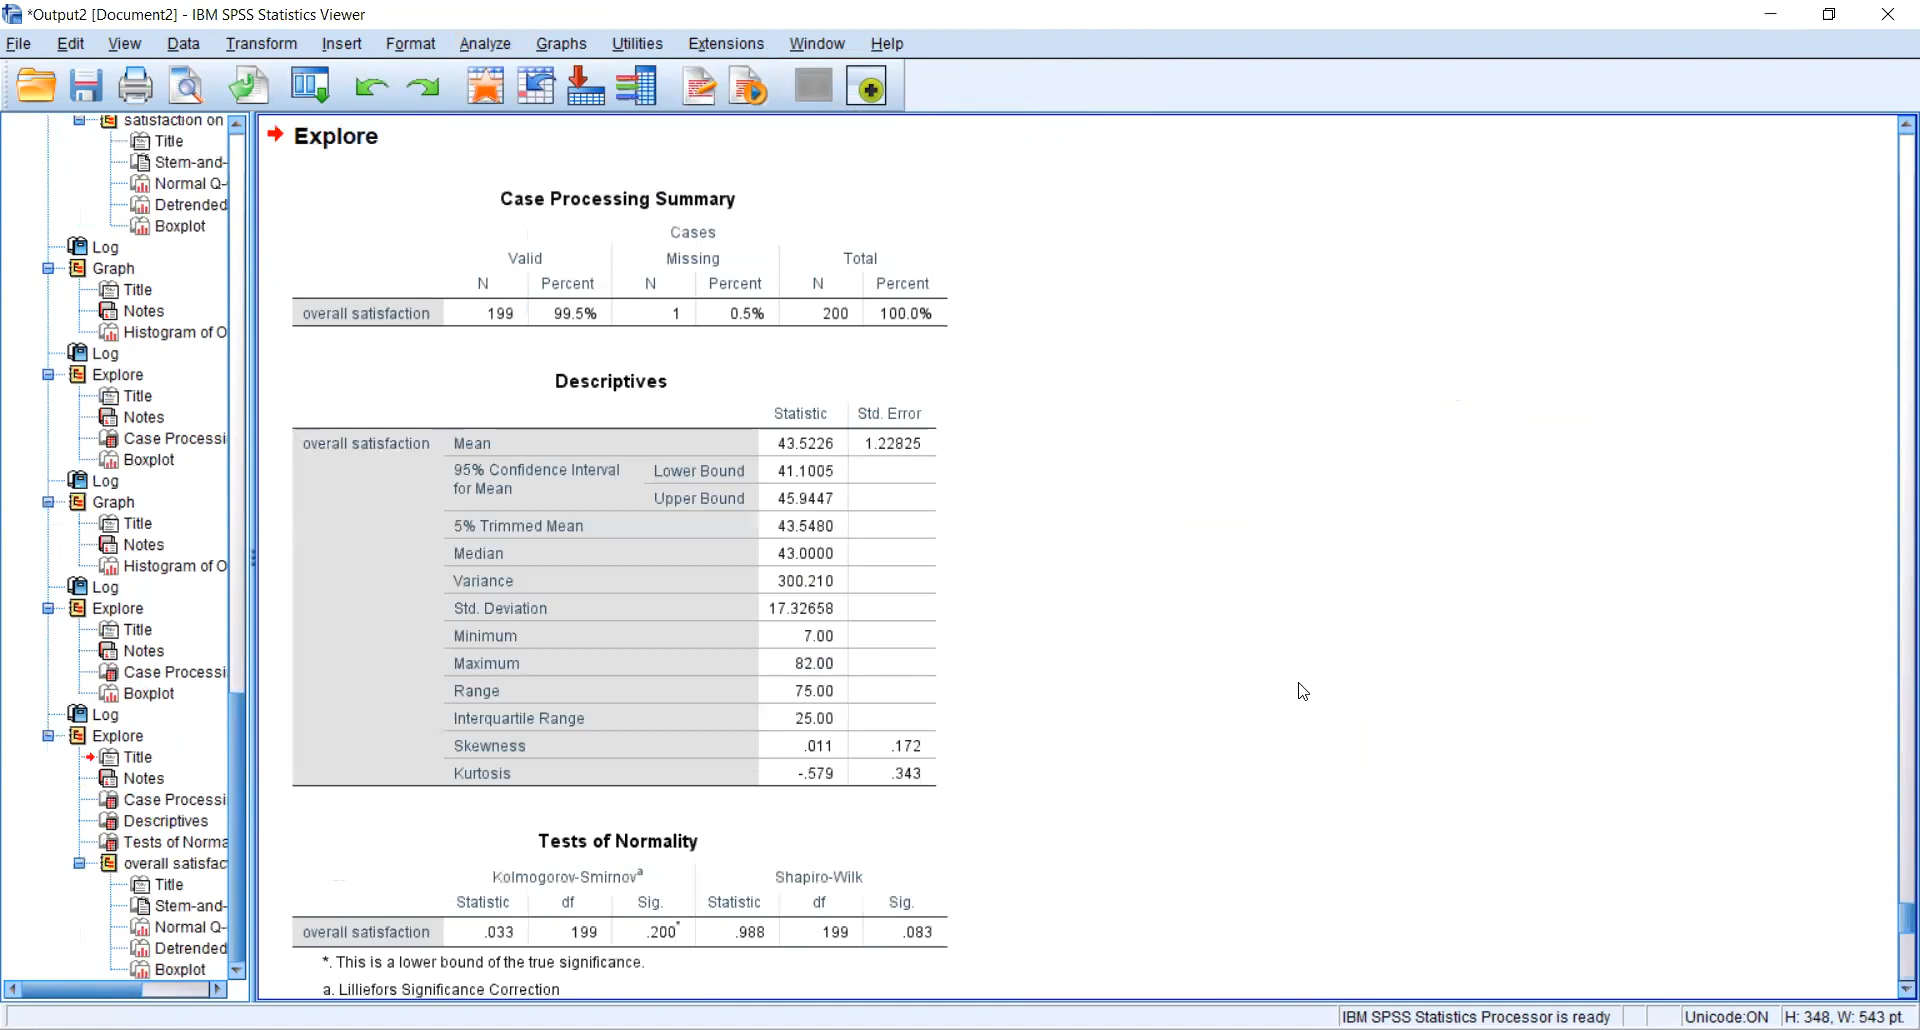 *Output2 [Document2] - IBM SPSS Statistics Viewer
File Edit View Data Transform Insert Format Analyze Graphs Utilities Extensions Window Help
satisfaction on
Title
Stem-and-
Normal Q-
Detrended
Boxplot
Log
Graph
Title
Notes
Histogram of O
Log
Explore
Title
Notes
Case Processi
Boxplot
Log
Graph
Title
Notes
Histogram of O
Log
Explore
Title
Notes
Case Processi
Boxplot
Log
Explore
Title
Notes
Case Processi
Descriptives
Tests of Norma
overall satisfac
Title
Stem-and-
Normal Q-
Detrended
Boxplot
Explore
Case Processing Summary
Cases
Valid Missing Total
N Percent N Percent N Percent
overall satisfaction 199 99.5% 1 0.5% 200 100.0%
Descriptives
Statistic Std. Error
overall satisfaction Mean 43.5226 1.22825
95% Confidence Interval for Mean Lower Bound 41.1005
Upper Bound 45.9447
5% Trimmed Mean 43.5480
Median 43.0000
Variance 300.210
Std. Deviation 17.32658
Minimum 7.00
Maximum 82.00
Range 75.00
Interquartile Range 25.00
Skewness .011 .172
Kurtosis -.579 .343
Tests of Normality
Kolmogorov-Smirnovª Shapiro-Wilk
Statistic df Sig. Statistic df Sig.
overall satisfaction .033 199 .200* .988 199 .083
*. This is a lower bound of the true significance.
a. Lilliefors Significance Correction
IBM SPSS Statistics Processor is ready Unicode:ON H: 348, W: 543 pt.